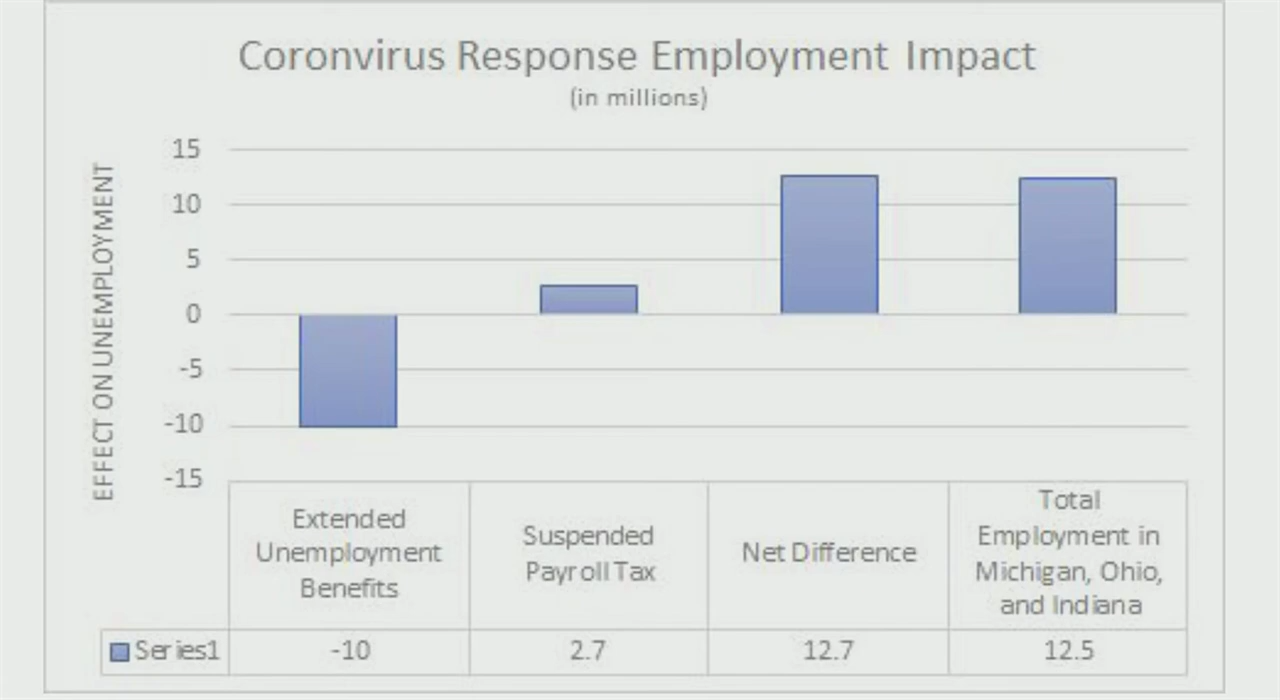 Coronvirus Response Employment Impact
(in millions)
EFFECT ON UNEMPLOYMENT
15
10
5
0
-5
-10
-15
Extended
Unemployment
Benefits
Suspended
Payroll Tax
Net Difference
Total
Employment in
Michigan, Ohio,
and Indiana
Series1 -10 2.7 12.7 12.5